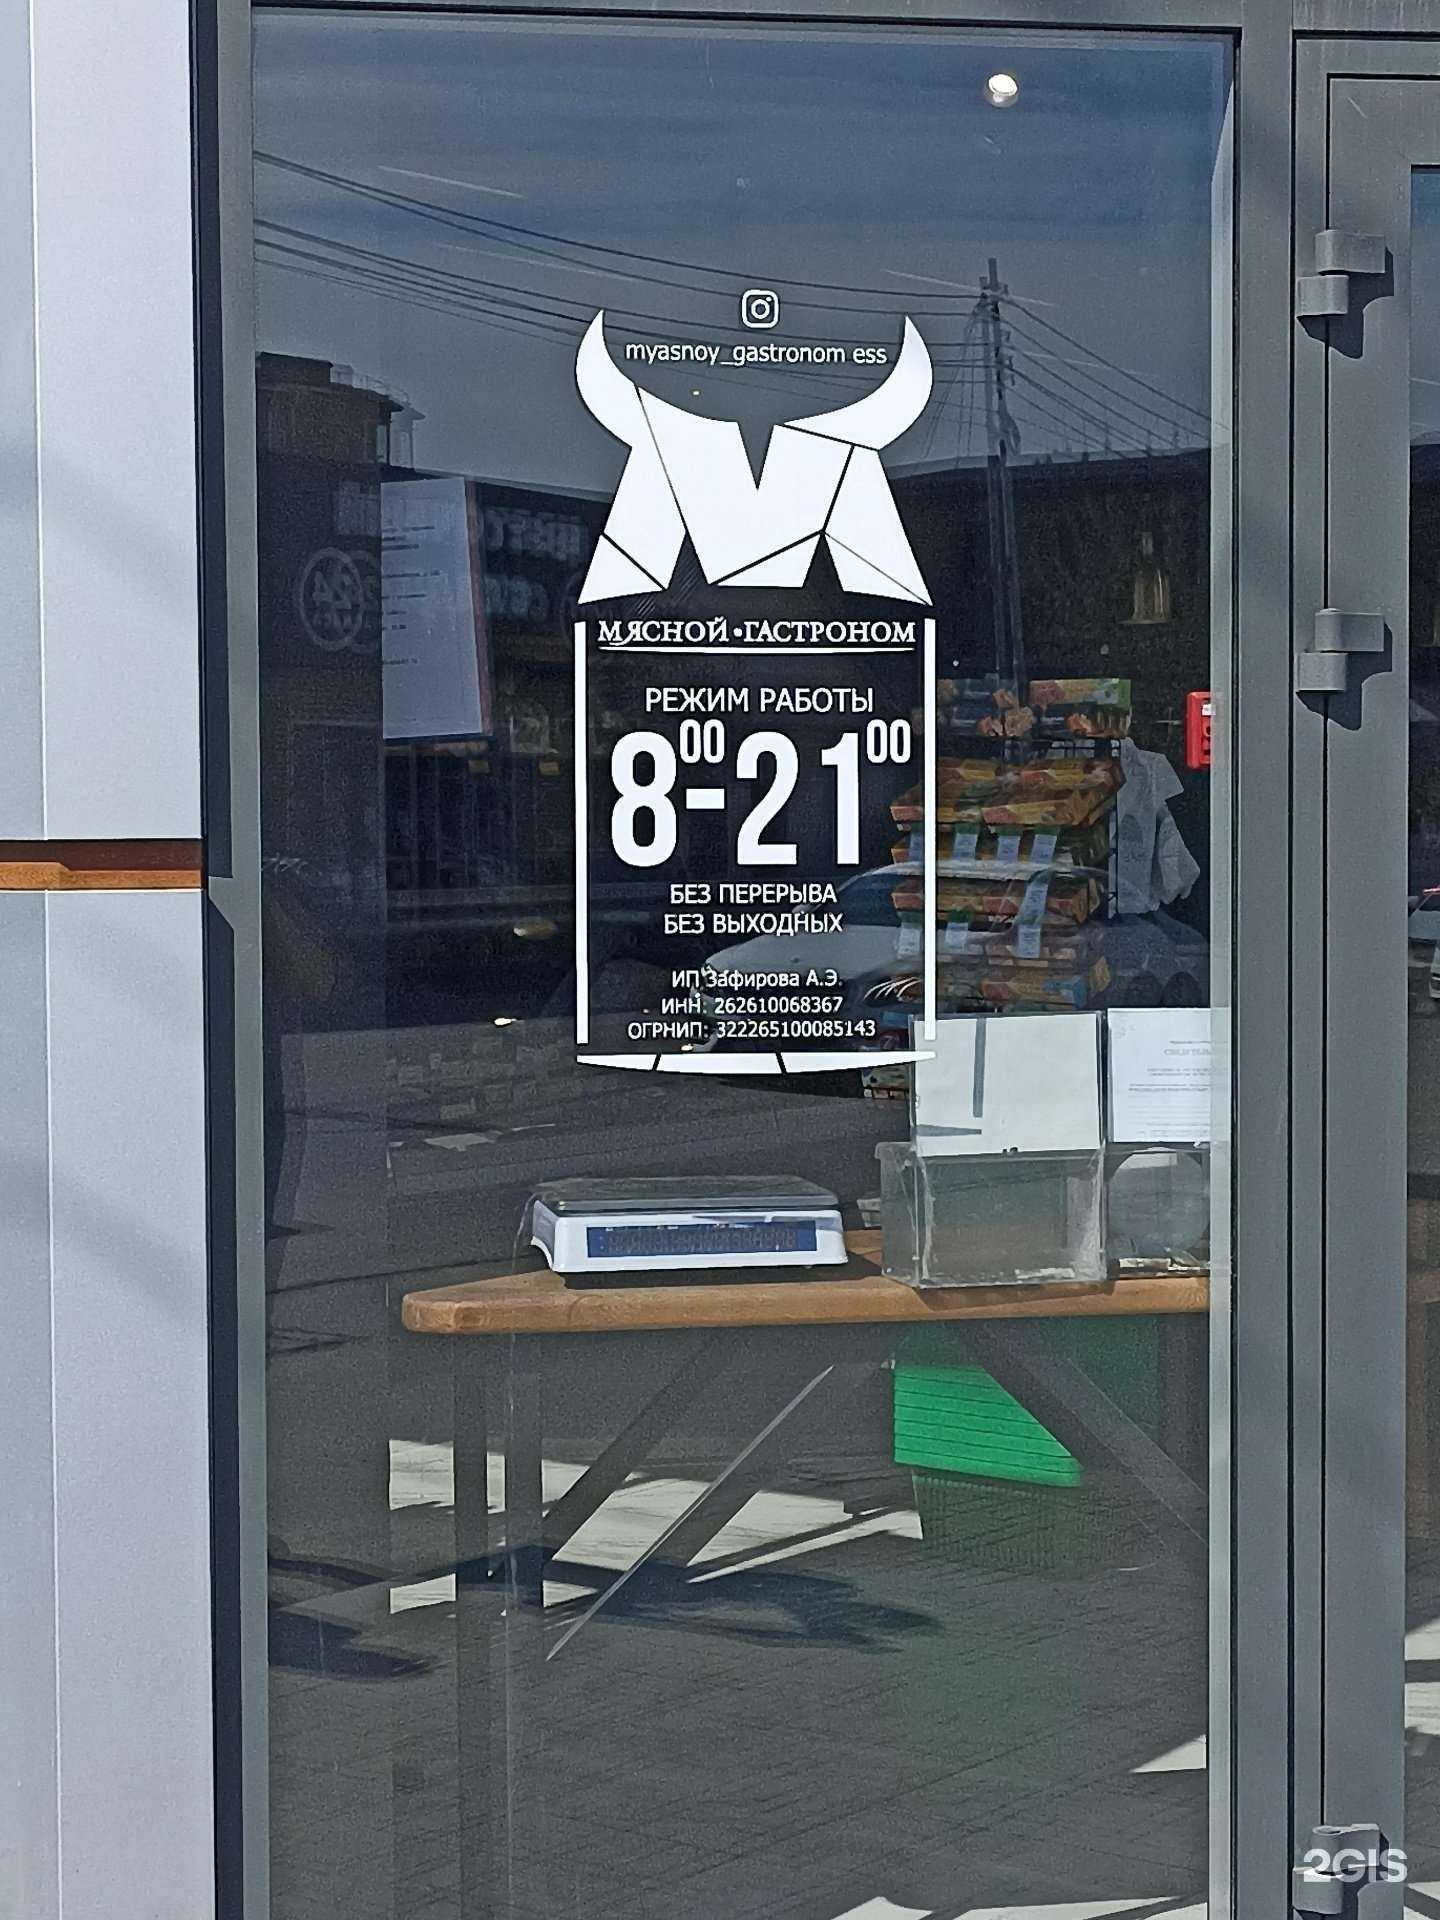 myasnoy_gastronom ess
МЯСНОЙ•ГАСТРОНОМ
РЕЖИМ РАБОТЫ
8⁰⁰-21⁰⁰
БЕЗ ПЕРЕРЫВА
БЕЗ ВЫХОДНЫХ
ИП Зафирова А.Э.
ИНН: 262610068367
ОГРНИП: 322265100085143
2GIS